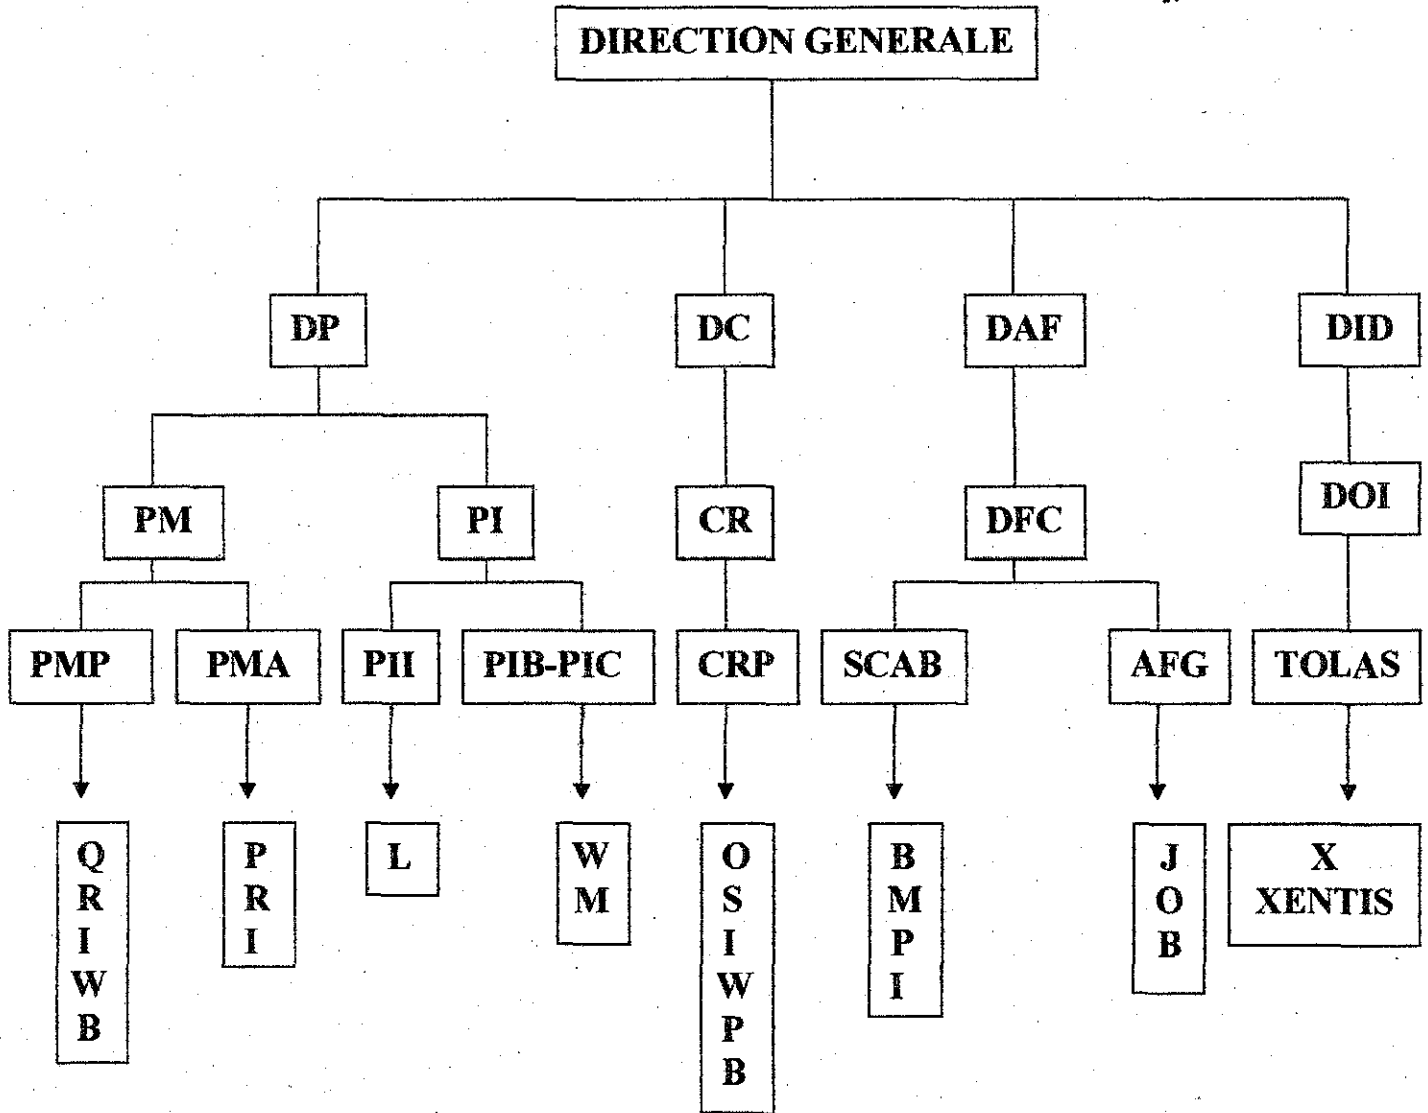 DIRECTION GENERALE
DP DC DAF DID
PM PI CR DFC DOI
PMP PMA PII PIB-PIC CRP SCAB AFG TOLAS
Q
R
I
W
B
P
R
I
L
W
M
O
S
I
W
P
B
B
M
P
I
J
O
B
X
XENTIS